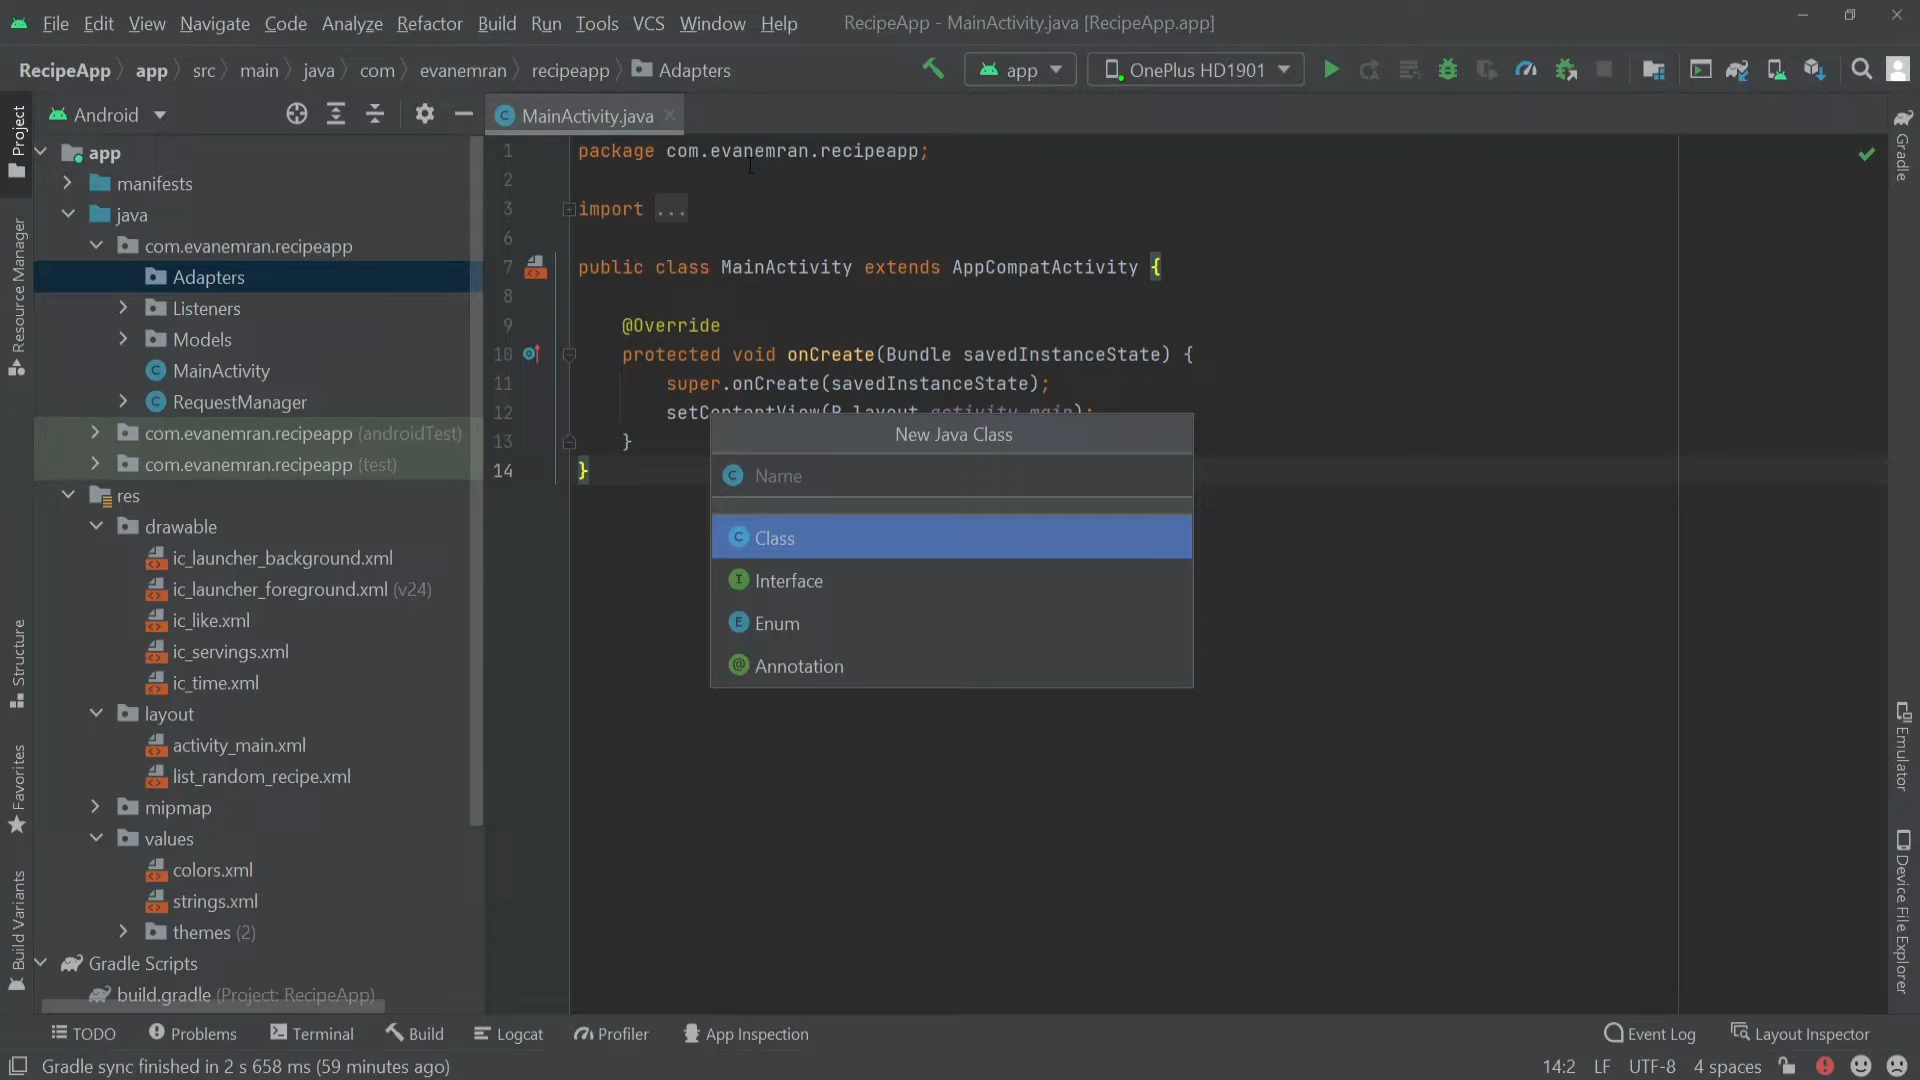 File Edit View Navigate Code Analyze Refactor Build Run Tools VCS Window Help RecipeApp - MainActivity.java [RecipeApp.app]
RecipeApp app src main java com evanemran recipeapp Adapters app OnePlus HD1901
Android
MainActivity.java
Project
Resource Manager
Structure
Favorites
Build Variants
app
manifests
java
com.evanemran.recipeapp
Adapters
Listeners
Models
MainActivity
RequestManager
com.evanemran.recipeapp (androidTest)
com.evanemran.recipeapp (test)
res
drawable
ic_launcher_background.xml
ic_launcher_foreground.xml (v24)
ic_like.xml
ic_servings.xml
ic_time.xml
layout
activity_main.xml
list_random_recipe.xml
mipmap
values
colors.xml
strings.xml
themes (2)
Gradle Scripts
build.gradle (Project: RecipeApp)
1 package com.evanemran.recipeapp;
2
3 import ...
6
7 public class MainActivity extends AppCompatActivity {
8
9 @Override
10 protected void onCreate(Bundle savedInstanceState) {
11 super.onCreate(savedInstanceState);
12 setContentView(R.layout.activity_main);
13 }
14 }
New Java Class
Name
Class
Interface
Enum
Annotation
Gradle
Emulator
Device File Explorer
TODO Problems Terminal Build Logcat Profiler App Inspection Event Log Layout Inspector
Gradle sync finished in 2 s 658 ms (59 minutes ago) 14:2 LF UTF-8 4 spaces